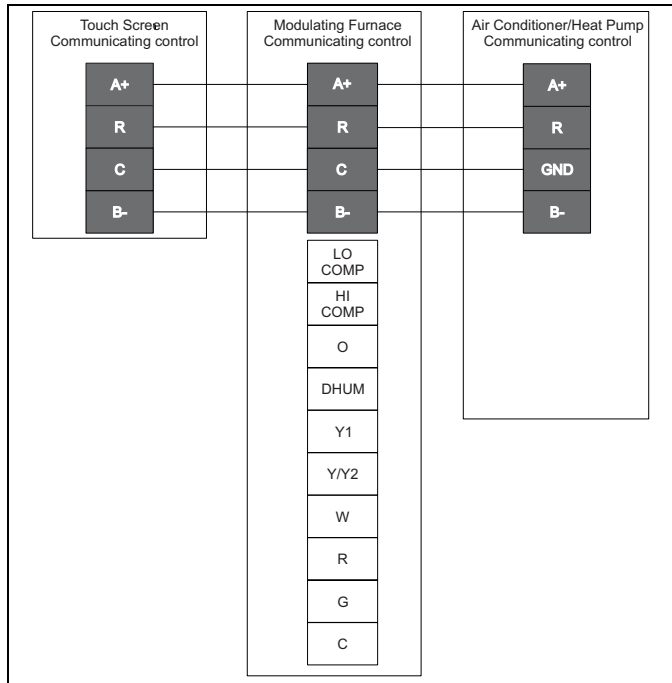 Touch Screen
Communicating control
A+
R
C
B-
Modulating Furnace
Communicating control
A+
R
C
B-
LO
COMP
HI
COMP
O
DHUM
Y1
Y/Y2
W
R
G
C
Air Conditioner/Heat Pump
Communicating control
A+
R
GND
B-